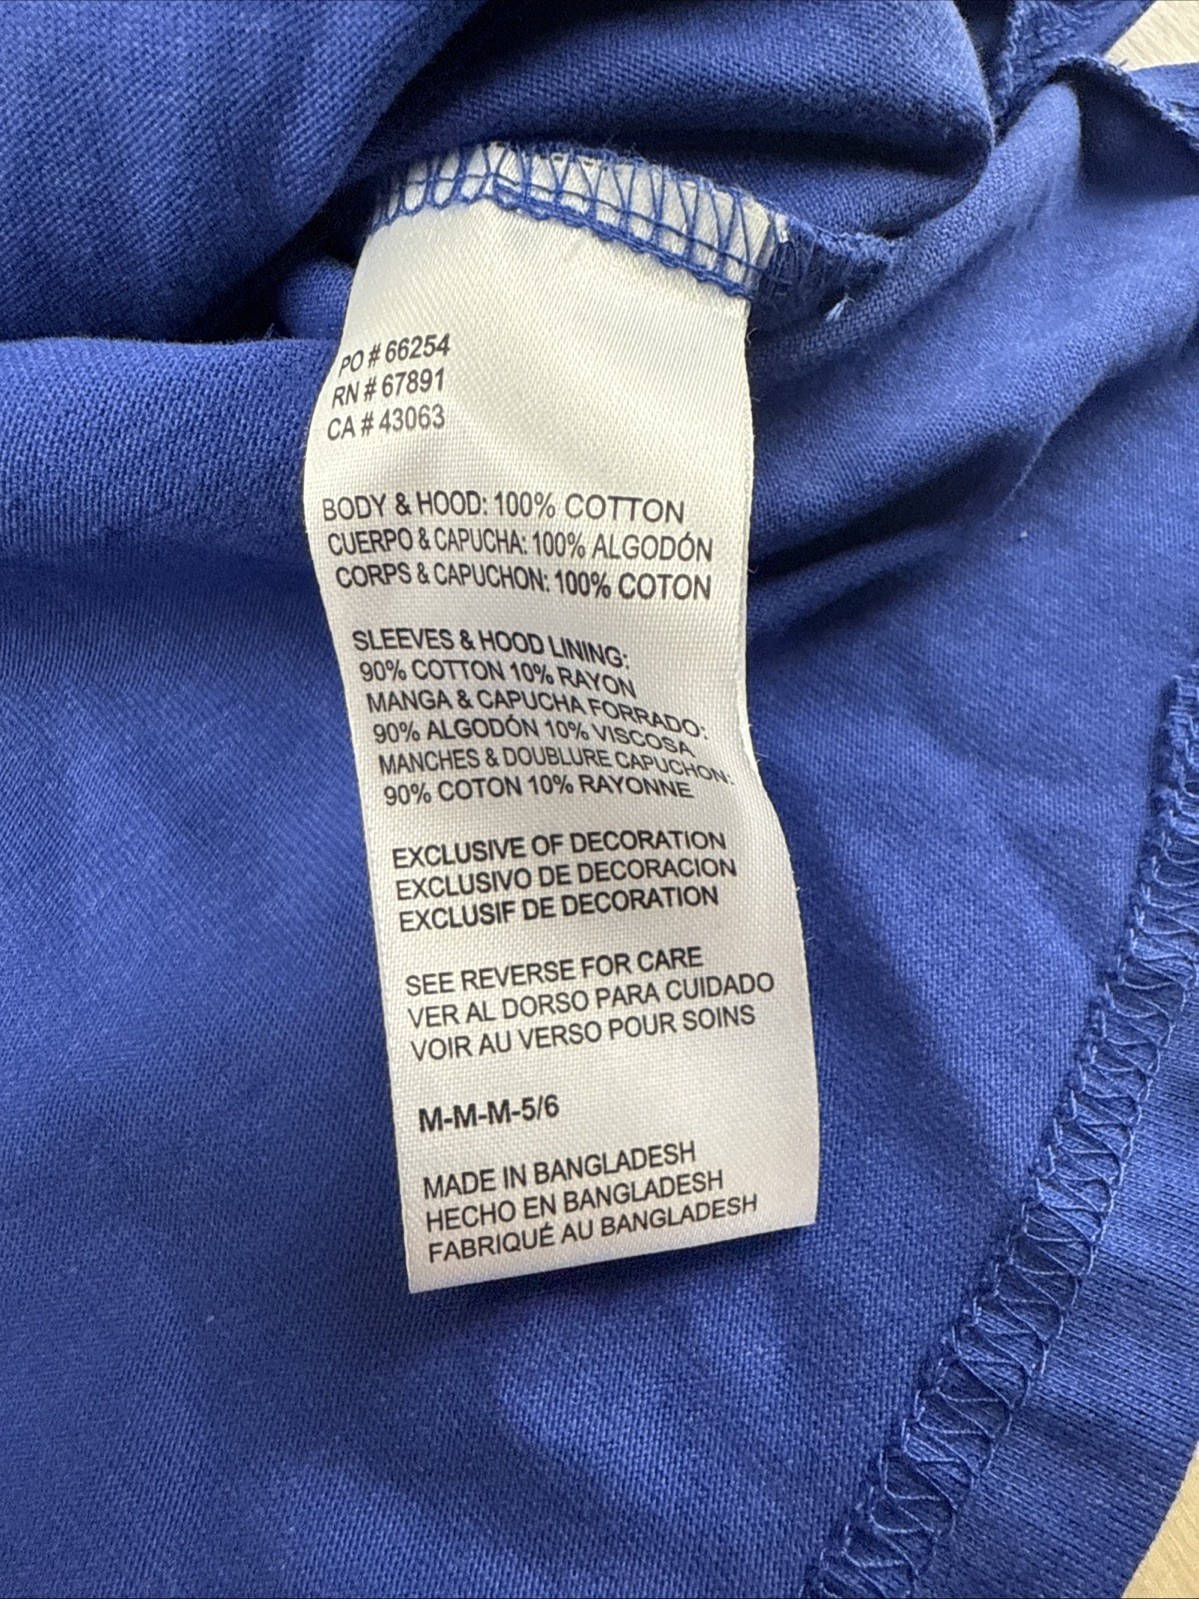 PO # 66254
RN # 67891
CA # 43063
BODY & HOOD: 100% COTTON
CUERPO & CAPUCHA: 100% ALGODÓN
CORPS & CAPUCHON: 100% COTON
SLEEVES & HOOD LINING:
90% COTTON 10% RAYON
MANGA & CAPUCHA FORRADO:
90% ALGODÓN 10% VISCOSA
MANCHES & DOUBLURE CAPUCHON:
90% COTON 10% RAYONNE
EXCLUSIVE OF DECORATION
EXCLUSIVO DE DECORACION
EXCLUSIF DE DECORATION
SEE REVERSE FOR CARE
VER AL DORSO PARA CUIDADO
VOIR AU VERSO POUR SOINS
M-M-M-5/6
MADE IN BANGLADESH
HECHO EN BANGLADESH
FABRIQUÉ AU BANGLADESH